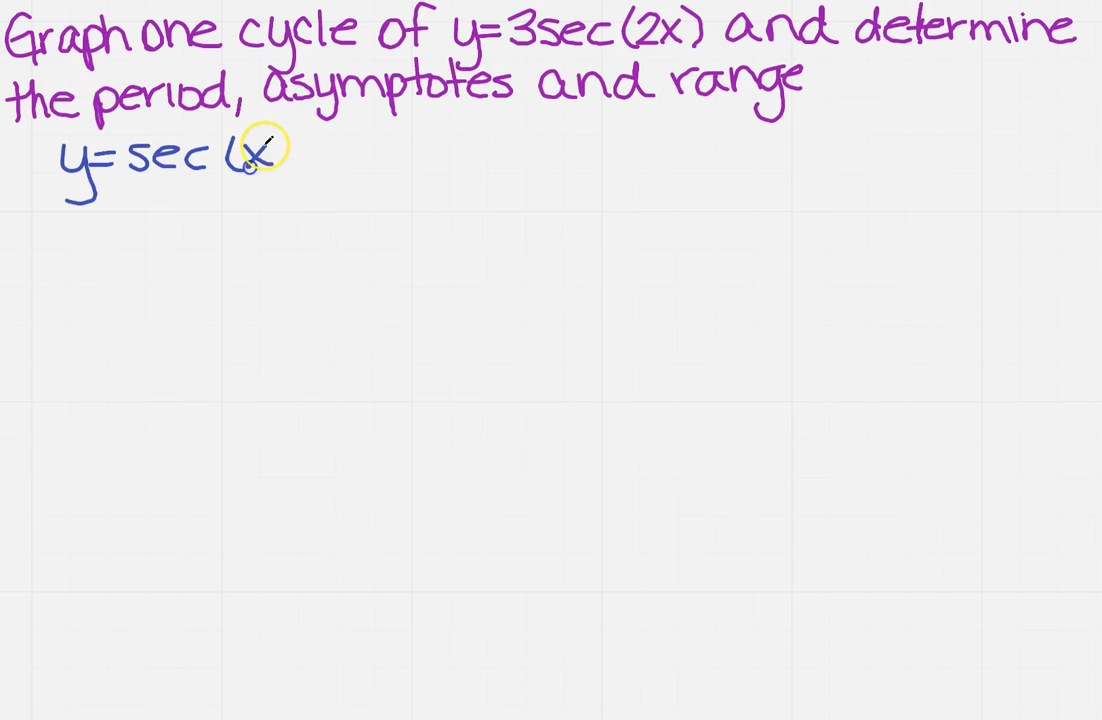 Graph one cycle of y=3sec(2x) and determine
the period, asymptotes and range
y=sec(x